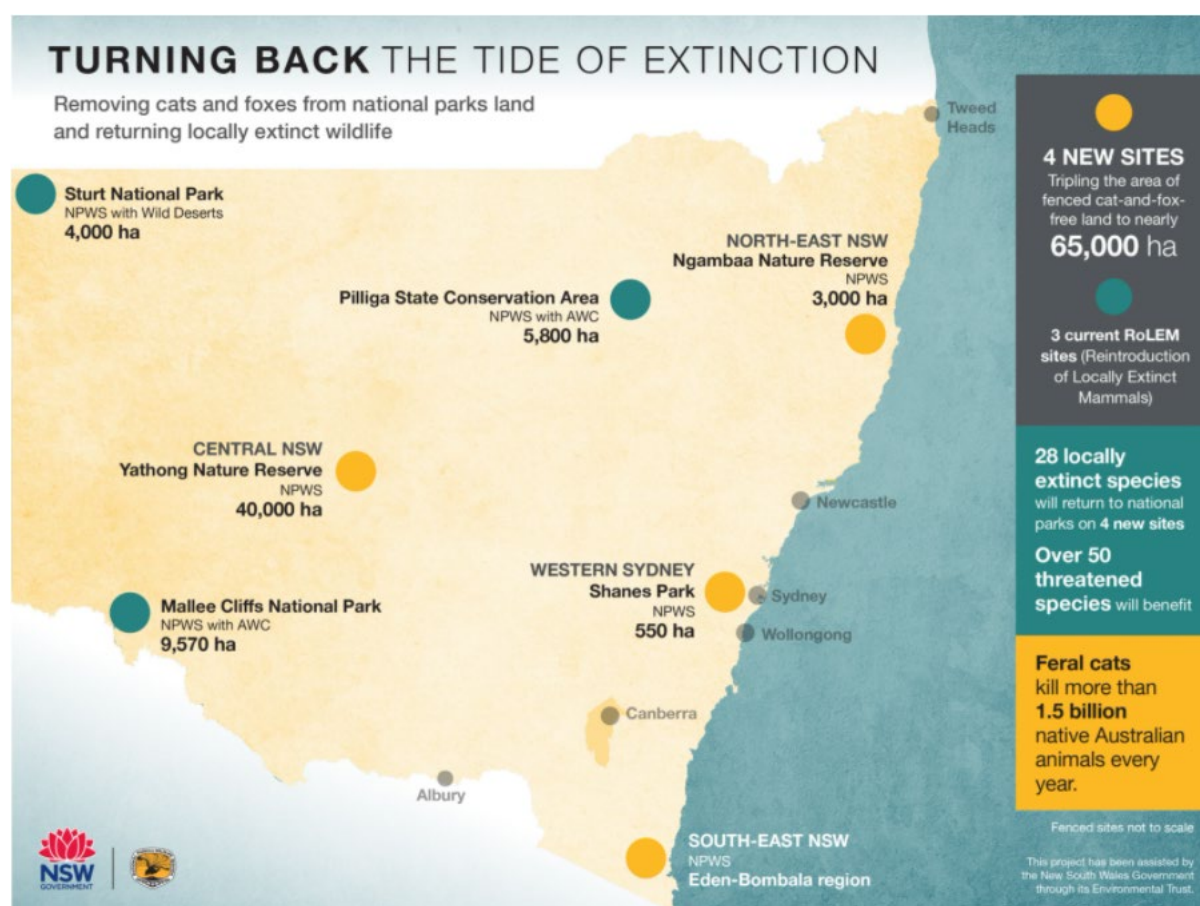 TURNING BACK THE TIDE OF EXTINCTION
Removing cats and foxes from national parks land
and returning locally extinct wildlife
Tweed
Heads
Sturt National Park
NPWS with Wild Deserts
4,000 ha
NORTH-EAST NSW
Ngambaa Nature Reserve
NPWS
3,000 ha
Pilliga State Conservation Area
NPWS with AWC
5,800 ha
CENTRAL NSW
Yathong Nature Reserve
NPWS
40,000 ha
Newcastle
WESTERN SYDNEY
Shanes Park
NPWS
550 ha
Sydney
Wollongong
Mallee Cliffs National Park
NPWS with AWC
9,570 ha
Canberra
Albury
SOUTH-EAST NSW
NPWS
Eden-Bombala region
4 NEW SITES
Tripling the area of
fenced cat-and-fox-
free land to nearly
65,000 ha
3 current RoLEM
sites (Reintroduction
of Locally Extinct
Mammals)
28 locally
extinct species
will return to national
parks on 4 new sites
Over 50
threatened
species will benefit
Feral cats
kill more than
1.5 billion
native Australian
animals every
year.
Fenced sites not to scale
This project has been assisted by
the New South Wales Government
through its Environmental Trust.
NSW
GOVERNMENT